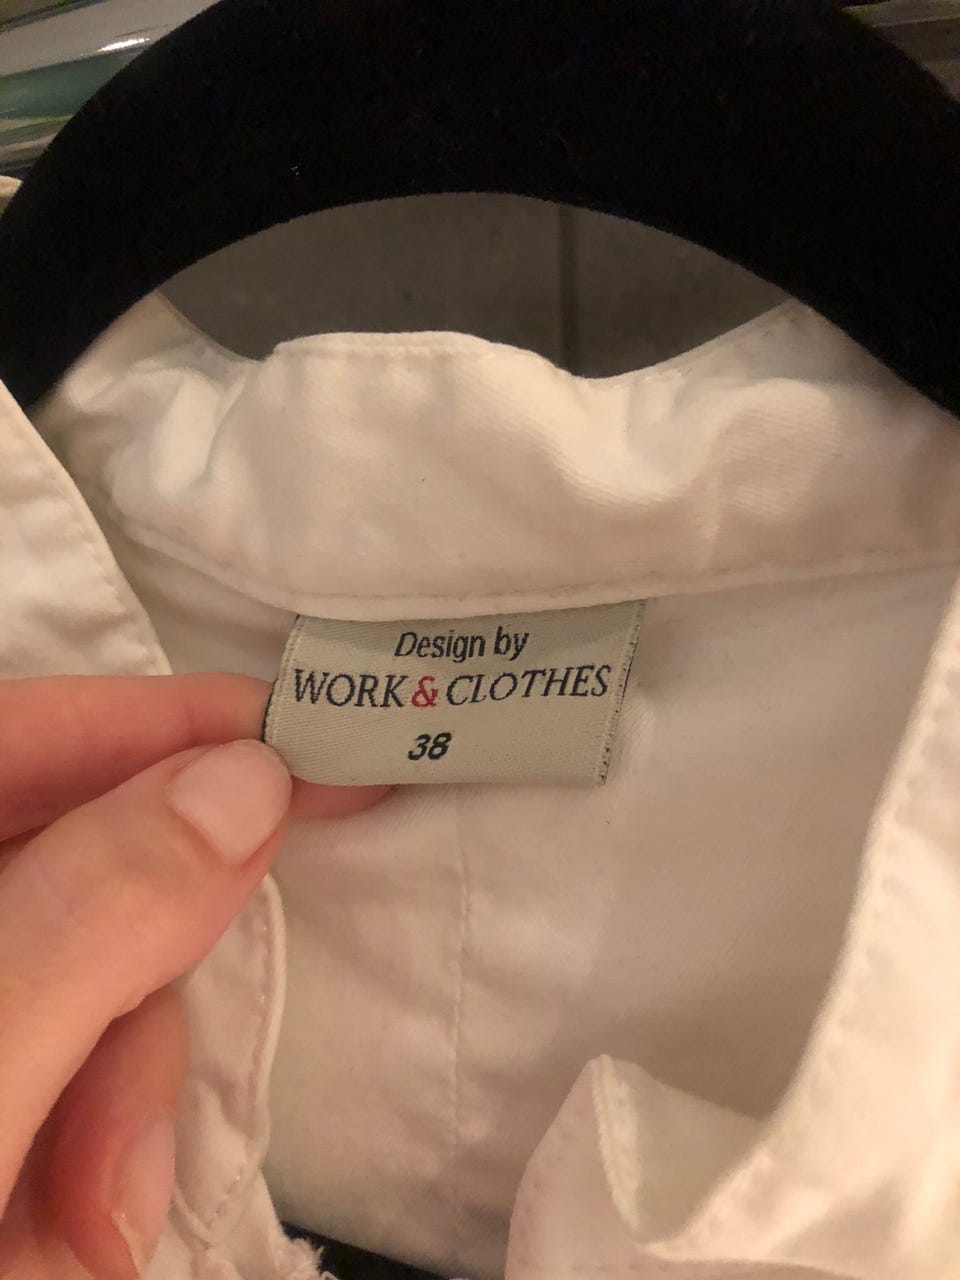 Design by
WORK & CLOTHES
38